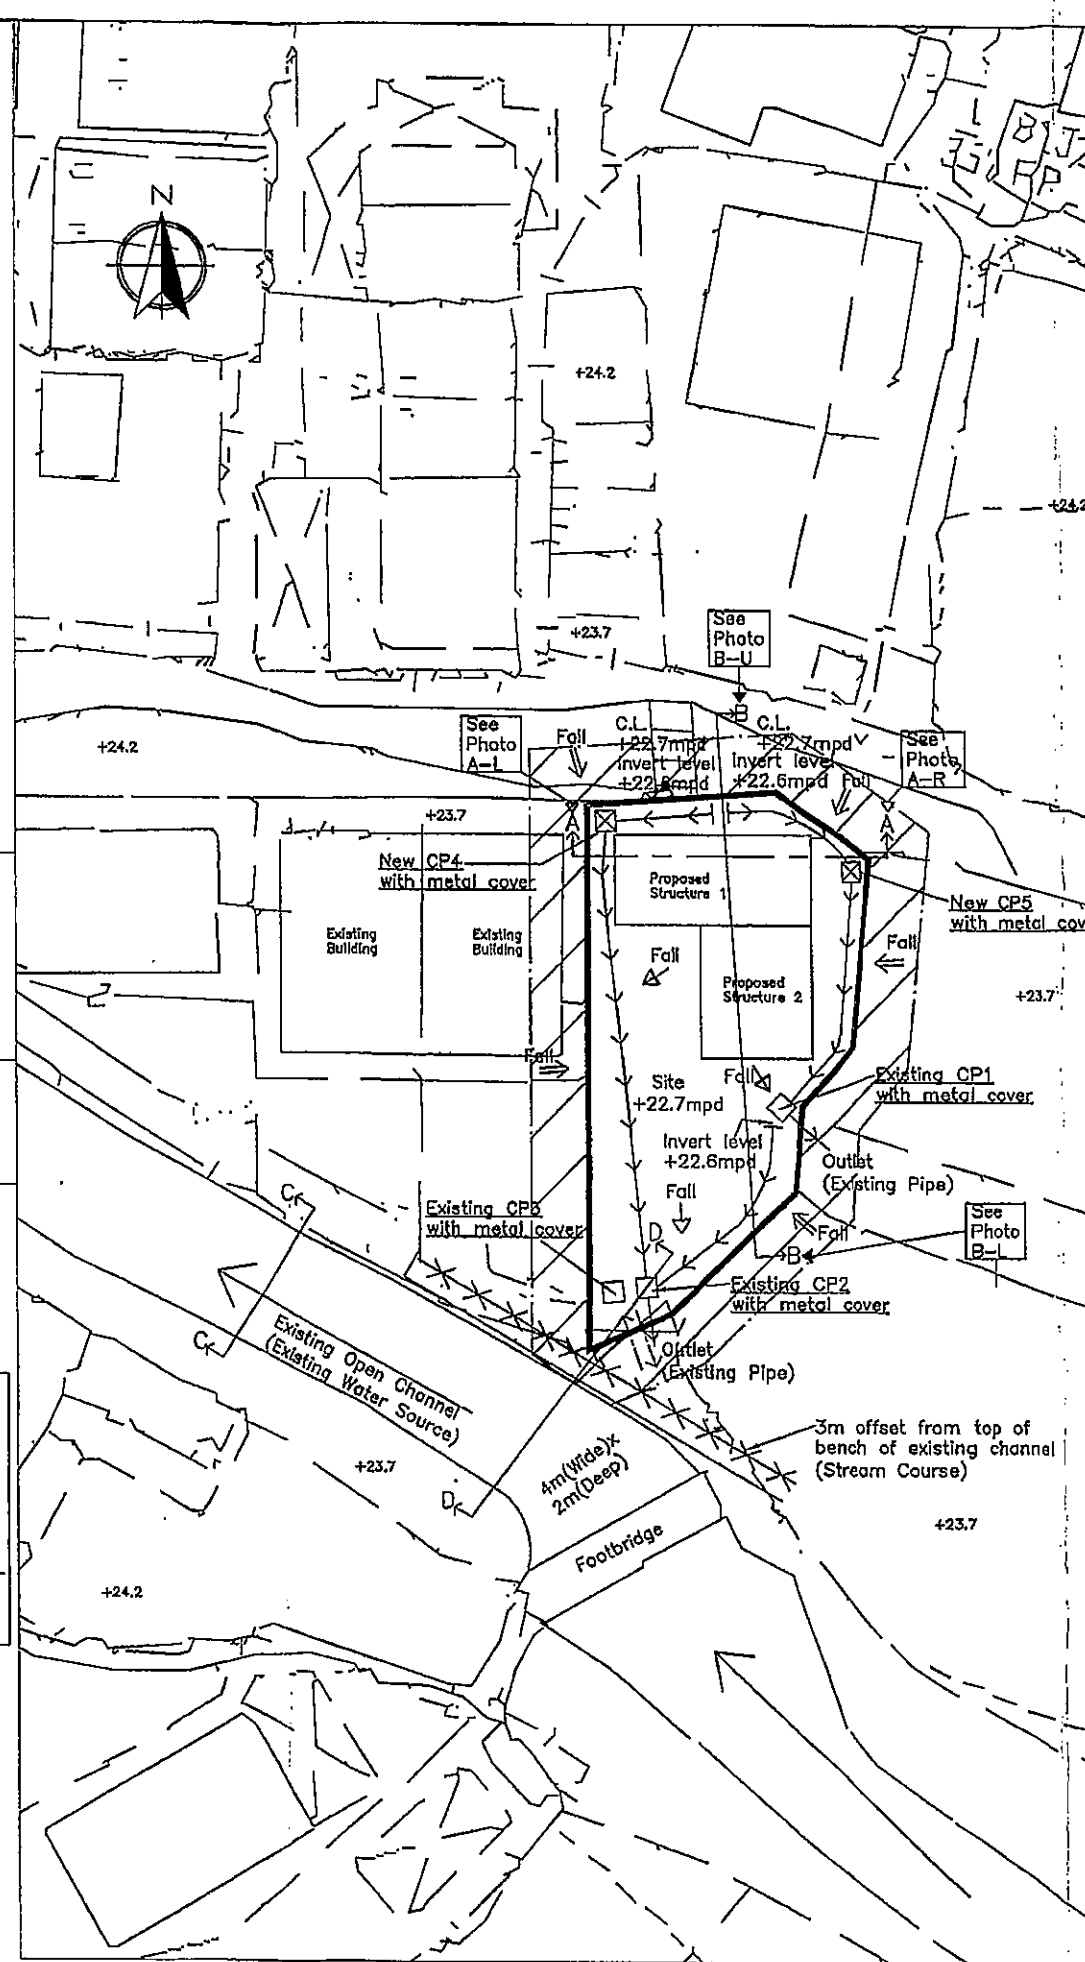 N
+24.2
+24.2
+23.7
See
Photo
B-U
B
+24.2
See
Photo
A-L
Fall
C.L.
+22.7mpd
Invert level
C.L.
+22.7mpd
Invert level
+22.6mpd
Fall
See
Photo
A-R
+23.7
A
A
New CP4
with metal cover
Proposed
Structure 1
New CP5
with metal cov
Existing
Building
Existing
Building
Fall
Fall
Proposed
Structure 2
+23.7
Fall
Fall
Site
+22.7mpd
Existing CP1
with metal cover
Invert level
+22.6mpd
Outlet
(Existing Pipe)
Fall
C
Existing CP3
with metal cover
D
Fall
See
Photo
B-L
B
Existing CP2
with metal cover
C
Existing Open Channel
(Existing Water Source)
Outlet
(Existing Pipe)
3m offset from top of
bench of existing channel
(Stream Course)
+23.7
4m(Wide)x
2m(Deep)
D
+23.7
Footbridge
+24.2